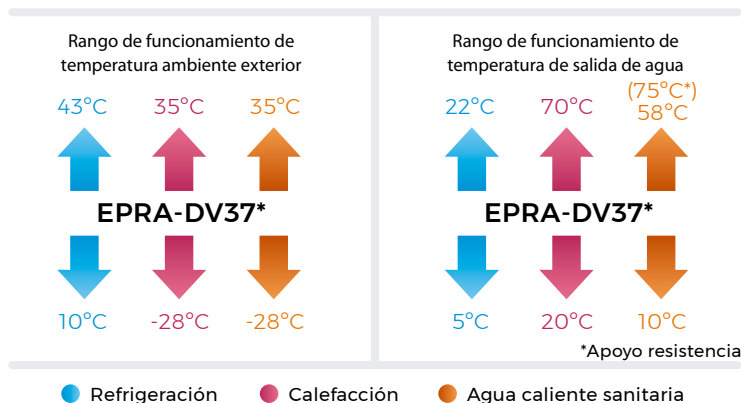 Rango de funcionamiento de
temperatura ambiente exterior
43°C 35°C 35°C
EPRA-DV37*
10°C -28°C -28°C
Rango de funcionamiento de
temperatura de salida de agua
(75°C*)
22°C 70°C 58°C
EPRA-DV37*
5°C 20°C 10°C
*Apoyo resistencia
Refrigeración Calefacción Agua caliente sanitaria